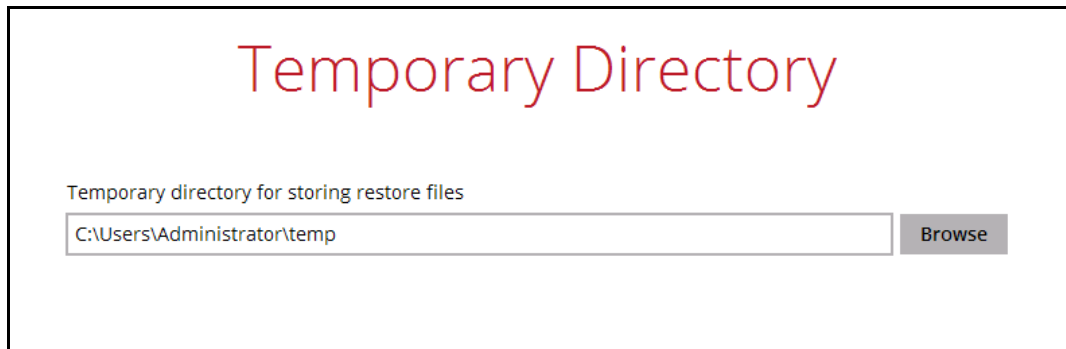 Temporary Directory
Temporary directory for storing restore files
C:\Users\Administrator\temp
Browse